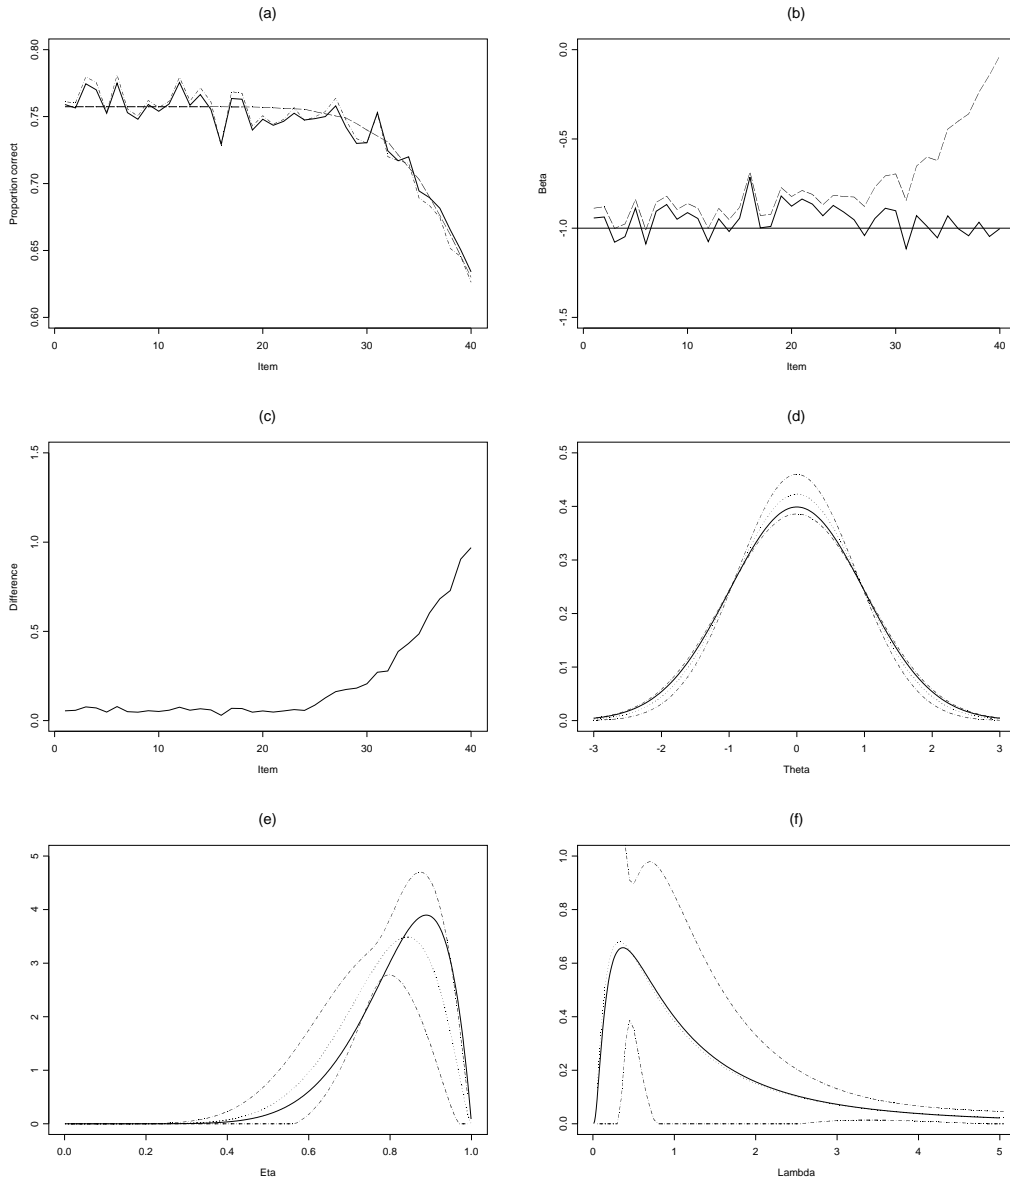 (a)
0.80
0.75
0.70
0.65
0.60
Proportion correct
0 10 20 30 40
Item
(b)
0.0
-0.5
-1.0
-1.5
Beta
0 10 20 30 40
Item
(c)
1.5
1.0
0.5
0.0
Difference
0 10 20 30 40
Item
(d)
0.5
0.4
0.3
0.2
0.1
0.0
-3 -2 -1 0 1 2 3
Theta
(e)
5
4
3
2
1
0
0.0 0.2 0.4 0.6 0.8 1.0
Eta
(f)
1.0
0.8
0.6
0.4
0.2
0.0
0 1 2 3 4 5
Lambda